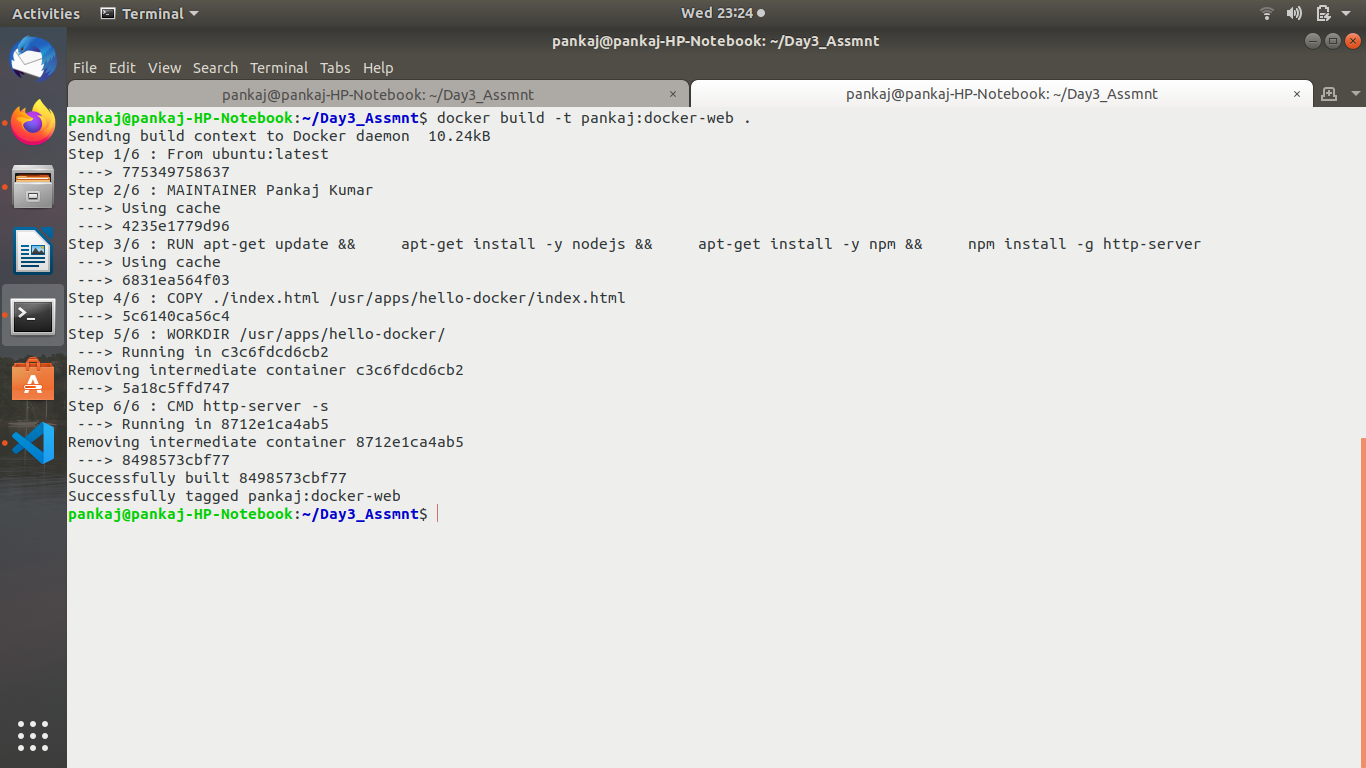 Activities Terminal Wed 23:24
pankaj@pankaj-HP-Notebook: ~/Day3_Assmnt
File Edit View Search Terminal Tabs Help
pankaj@pankaj-HP-Notebook: ~/Day3_Assmnt × pankaj@pankaj-HP-Notebook: ~/Day3_Assmnt ×
pankaj@pankaj-HP-Notebook:~/Day3_Assmnt$ docker build -t pankaj:docker-web .
Sending build context to Docker daemon  10.24kB
Step 1/6 : From ubuntu:latest
 ---> 775349758637
Step 2/6 : MAINTAINER Pankaj Kumar
 ---> Using cache
 ---> 4235e1779d96
Step 3/6 : RUN apt-get update &&     apt-get install -y nodejs &&     apt-get install -y npm &&     npm install -g http-server
 ---> Using cache
 ---> 6831ea564f03
Step 4/6 : COPY ./index.html /usr/apps/hello-docker/index.html
 ---> 5c6140ca56c4
Step 5/6 : WORKDIR /usr/apps/hello-docker/
 ---> Running in c3c6fdcd6cb2
Removing intermediate container c3c6fdcd6cb2
 ---> 5a18c5ffd747
Step 6/6 : CMD http-server -s
 ---> Running in 8712e1ca4ab5
Removing intermediate container 8712e1ca4ab5
 ---> 8498573cbf77
Successfully built 8498573cbf77
Successfully tagged pankaj:docker-web
pankaj@pankaj-HP-Notebook:~/Day3_Assmnt$